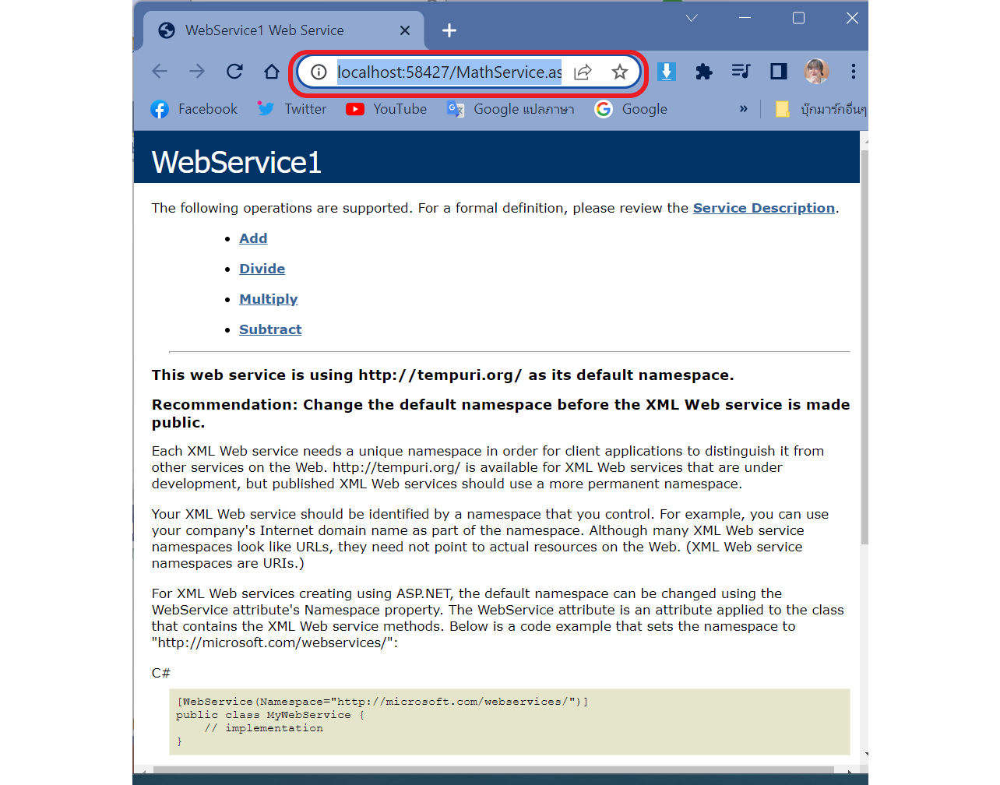 WebService1 Web Service
localhost:58427/MathService.as
Facebook Twitter YouTube Google แปลภาษา Google » บุ๊กมาร์กอื่นๆ
WebService1
The following operations are supported. For a formal definition, please review the Service Description.
Add
Divide
Multiply
Subtract
This web service is using http://tempuri.org/ as its default namespace.
Recommendation: Change the default namespace before the XML Web service is made
public.
Each XML Web service needs a unique namespace in order for client applications to distinguish it from
other services on the Web. http://tempuri.org/ is available for XML Web services that are under
development, but published XML Web services should use a more permanent namespace.
Your XML Web service should be identified by a namespace that you control. For example, you can use
your company's Internet domain name as part of the namespace. Although many XML Web service
namespaces look like URLs, they need not point to actual resources on the Web. (XML Web service
namespaces are URIs.)
For XML Web services creating using ASP.NET, the default namespace can be changed using the
WebService attribute's Namespace property. The WebService attribute is an attribute applied to the class
that contains the XML Web service methods. Below is a code example that sets the namespace to
"http://microsoft.com/webservices/":
C#
[WebService(Namespace="http://microsoft.com/webservices/")]
public class MyWebService {
    // implementation
}